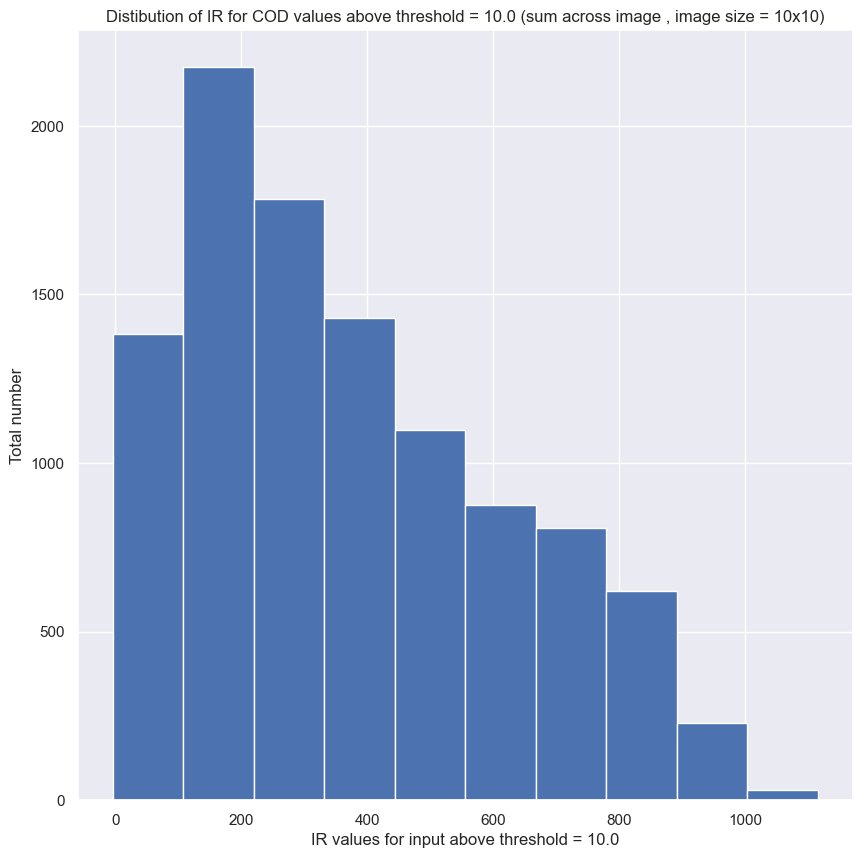 Distibution of IR for COD values above threshold = 10.0 (sum across image , image size = 10x10)
2000
1500
1000
500
0
Total number
0 200 400 600 800 1000
IR values for input above threshold = 10.0